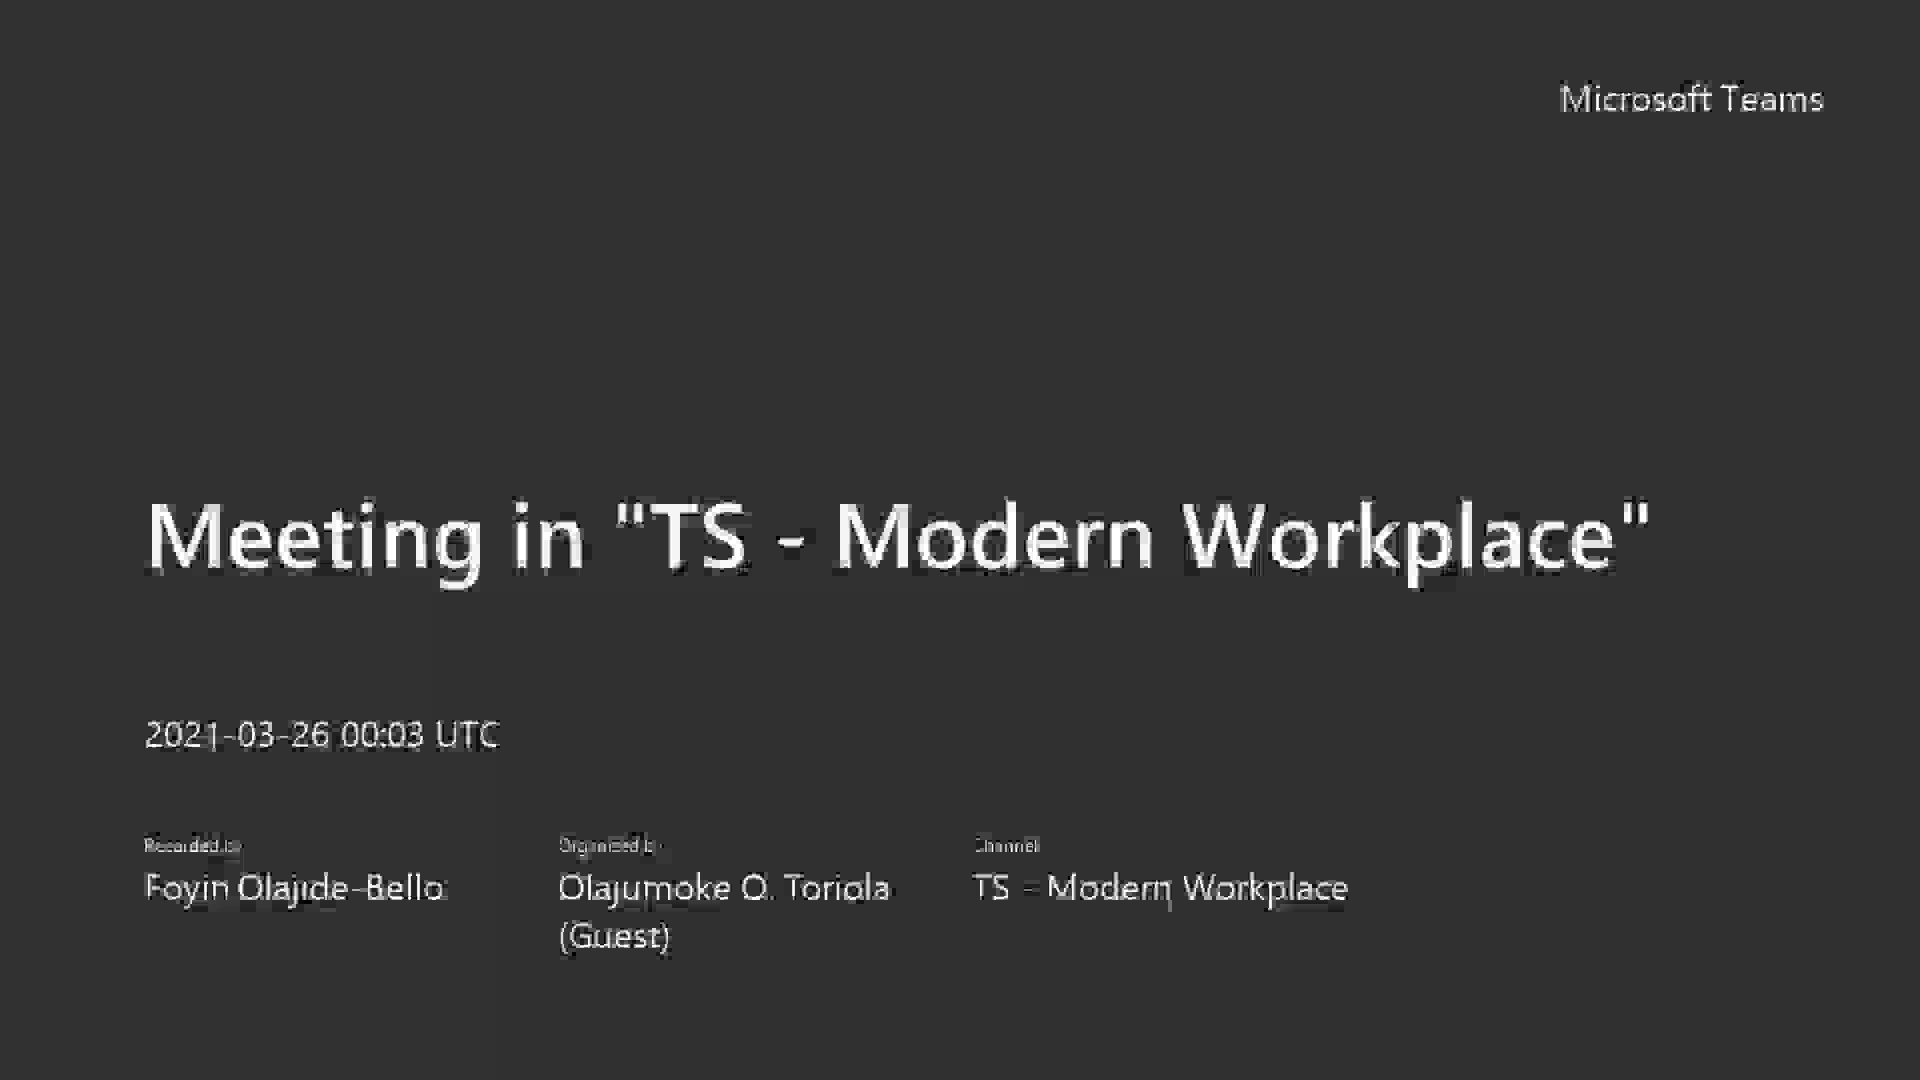 Microsoft Teams
Meeting in "TS - Modern Workplace"
2021-03-26 00:03 UTC
Recorded by
Organized by
Channel
Foyin Olajide-Bello
Olajumoke O. Toriola
(Guest)
TS - Modern Workplace